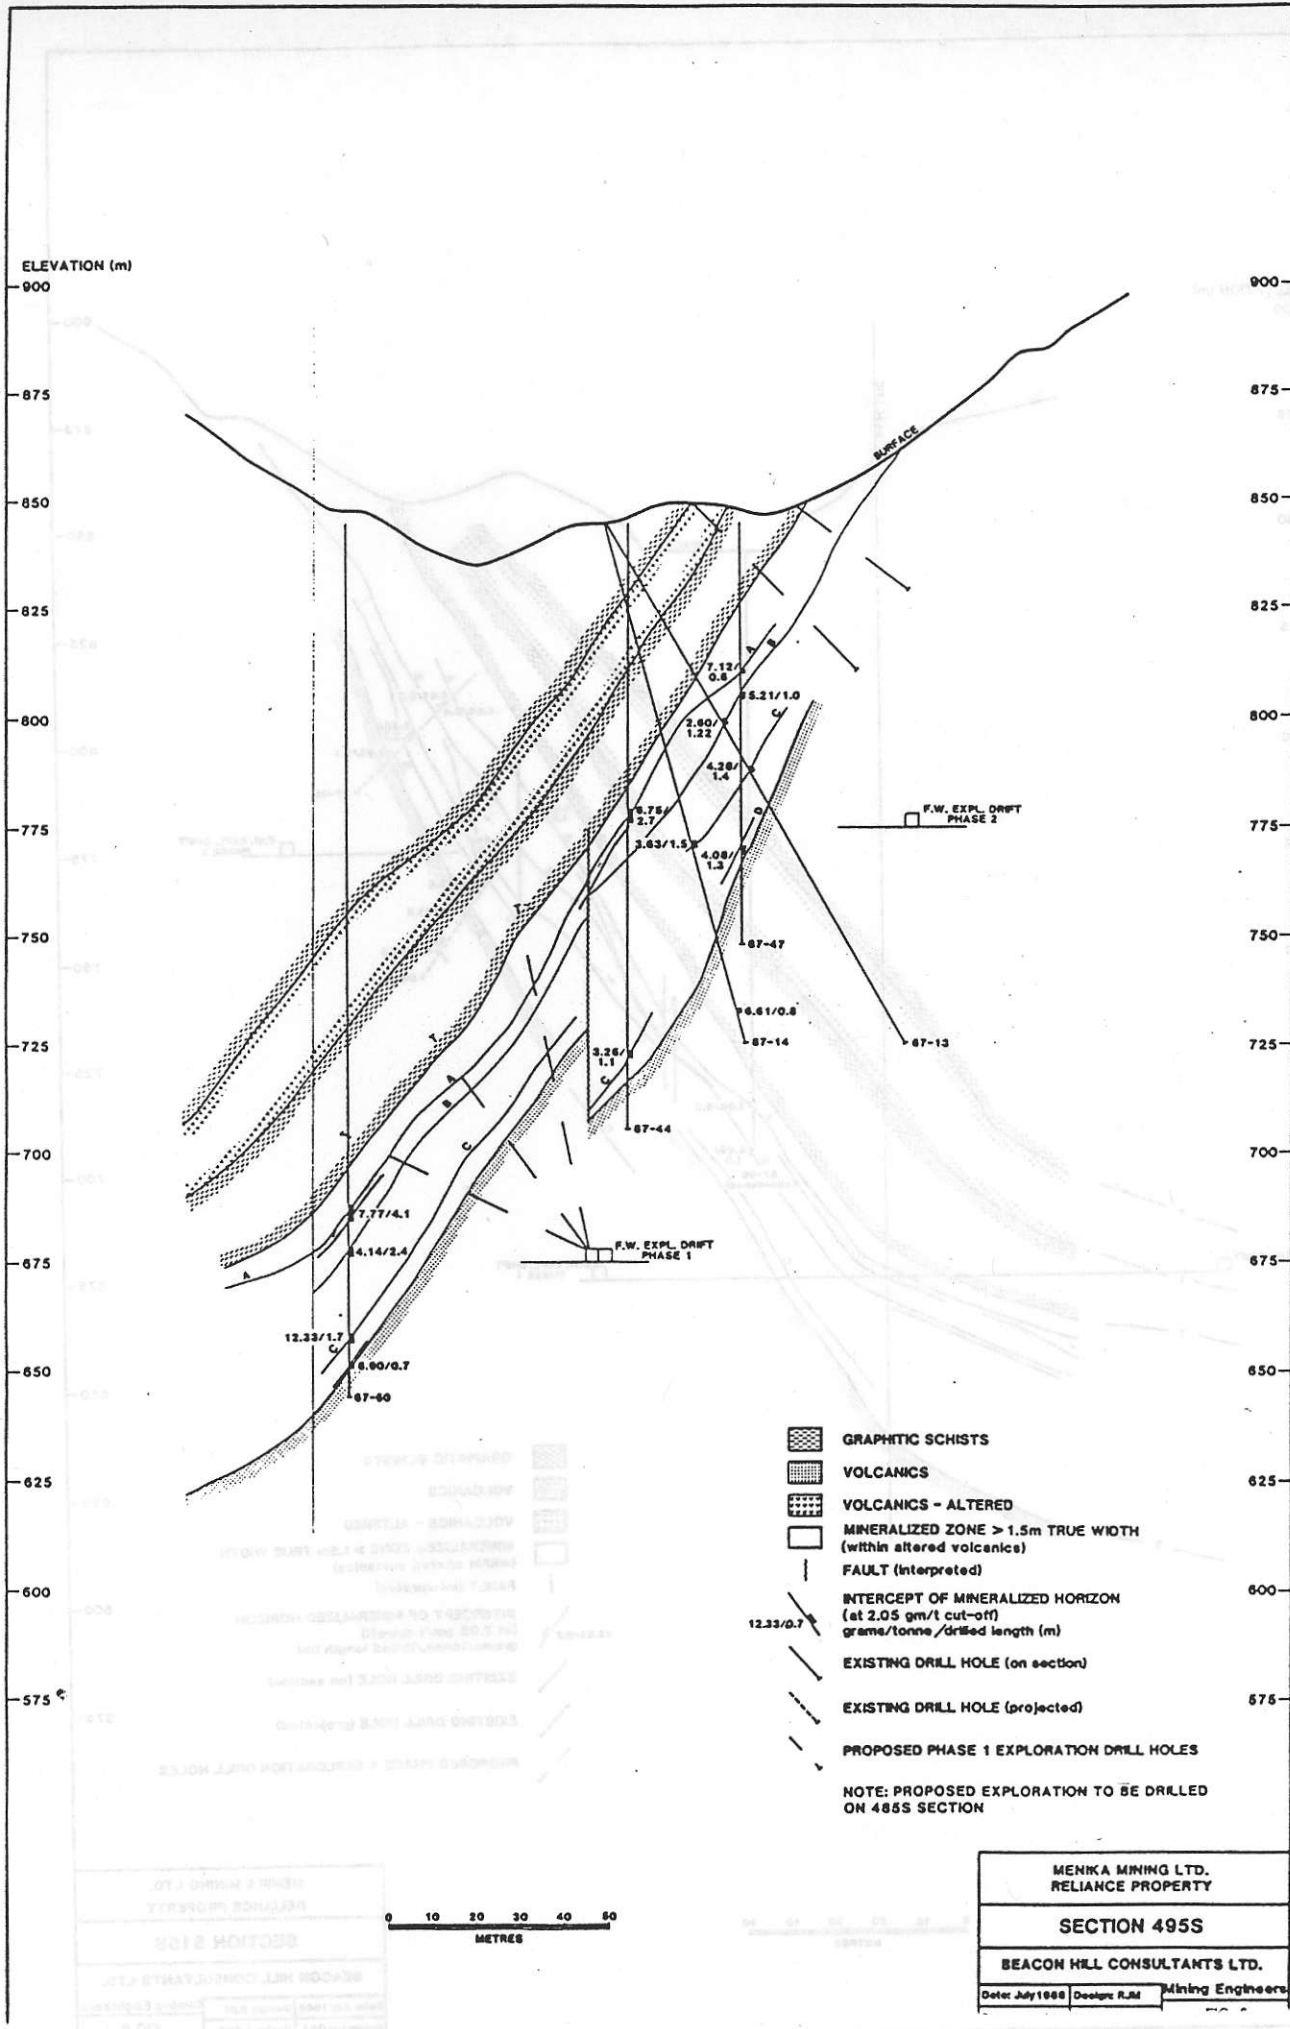 ELEVATION (m)
900
900
875
875
SURFACE
850
850
825
825
A
B
7.12/
0.6
5.21/1.0
C
800
800
2.60/
1.22
4.26/
1.4
D
F.W. EXPL. DRIFT
PHASE 2
775
775
2.7
3.63/1.5
4.08/
1.3
750
750
67-47
6.61/0.8
725
725
67-14
67-13
3.26/
1.1
C
A
B
67-44
C
700
700
7.77/4.1
4.14/2.4
F.W. EXPL. DRIFT
PHASE 1
675
675
A
12.33/1.7
C
6.90/0.7
650
650
67-60
GRAPHITIC SCHISTS
VOLCANICS
625
625
VOLCANICS - ALTERED
MINERALIZED ZONE > 1.5m TRUE WIDTH
(within altered volcanics)
FAULT (interpreted)
600
600
INTERCEPT OF MINERALIZED HORIZON
(at 2.05 gm/t cut-off)
12.33/0.7
grams/tonne/drilled length (m)
EXISTING DRILL HOLE (on section)
575
575
EXISTING DRILL HOLE (projected)
PROPOSED PHASE 1 EXPLORATION DRILL HOLES
NOTE: PROPOSED EXPLORATION TO BE DRILLED
ON 485S SECTION
MENIKA MINING LTD.
RELIANCE PROPERTY
0 10 20 30 40 50
METRES
SECTION 495S
BEACON HILL CONSULTANTS LTD.
Mining Engineers
Date: July 1986
Design: RJM